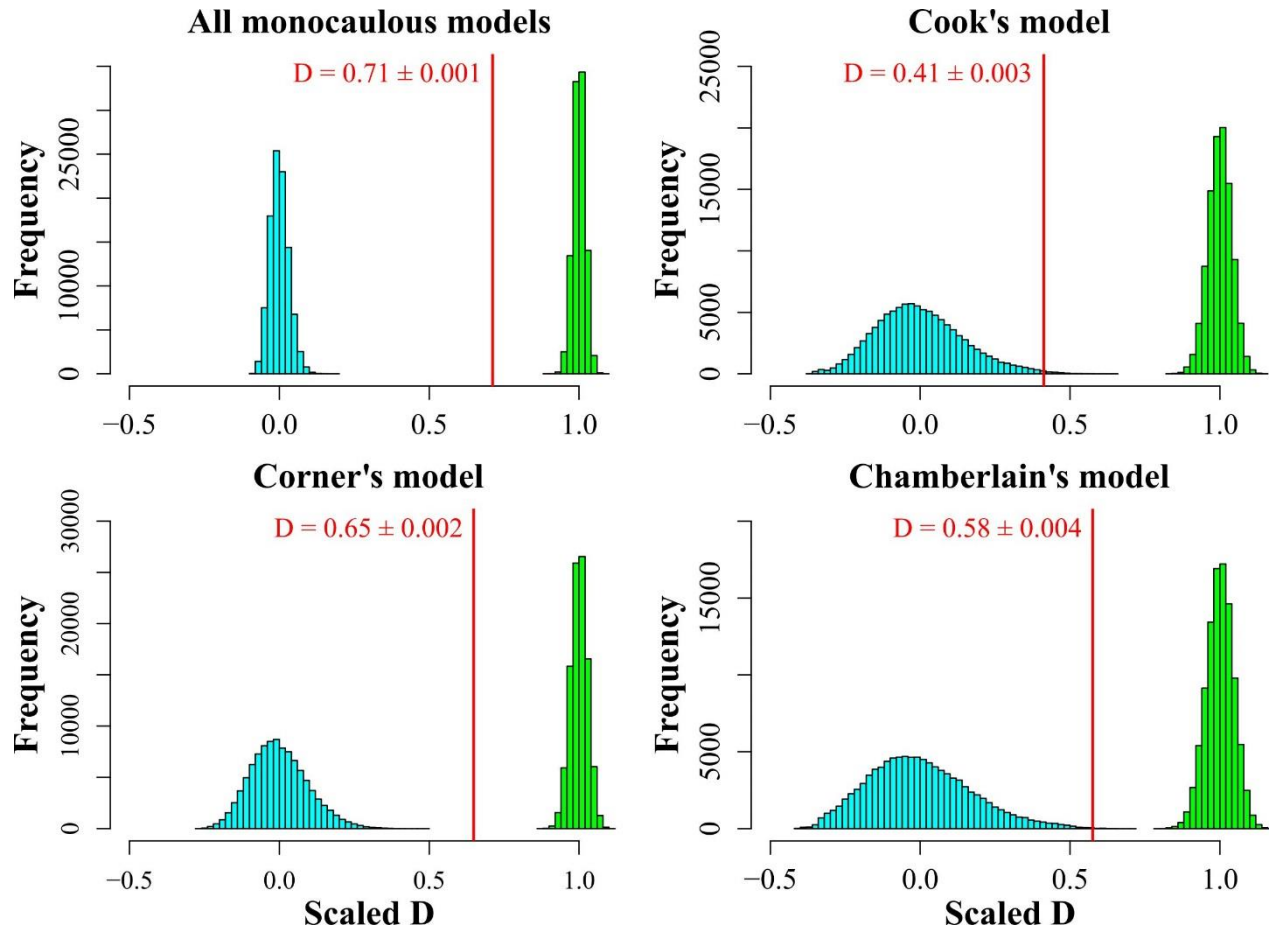 All monocaulous models
D = 0.71 ± 0.001
Frequency
25000
10000
0
−0.5 0.0 0.5 1.0
Cook's model
D = 0.41 ± 0.003
Frequency
25000
15000
5000
0
−0.5 0.0 0.5 1.0
Corner's model
D = 0.65 ± 0.002
Frequency
30000
20000
10000
0
−0.5 0.0 0.5 1.0
Scaled D
Chamberlain's model
D = 0.58 ± 0.004
Frequency
15000
5000
0
−0.5 0.0 0.5 1.0
Scaled D